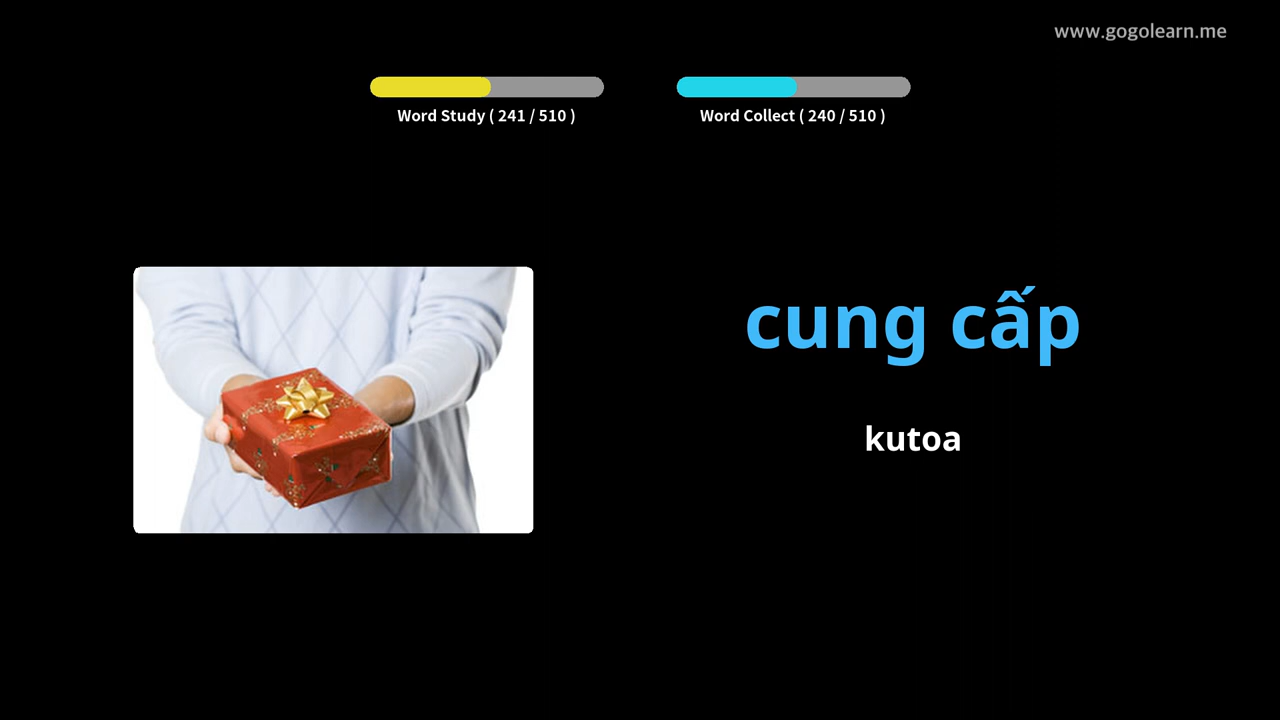 www.gogolearn.me
Word Study ( 241 / 510 )
Word Collect ( 240 / 510 )
cung cấp
kutoa